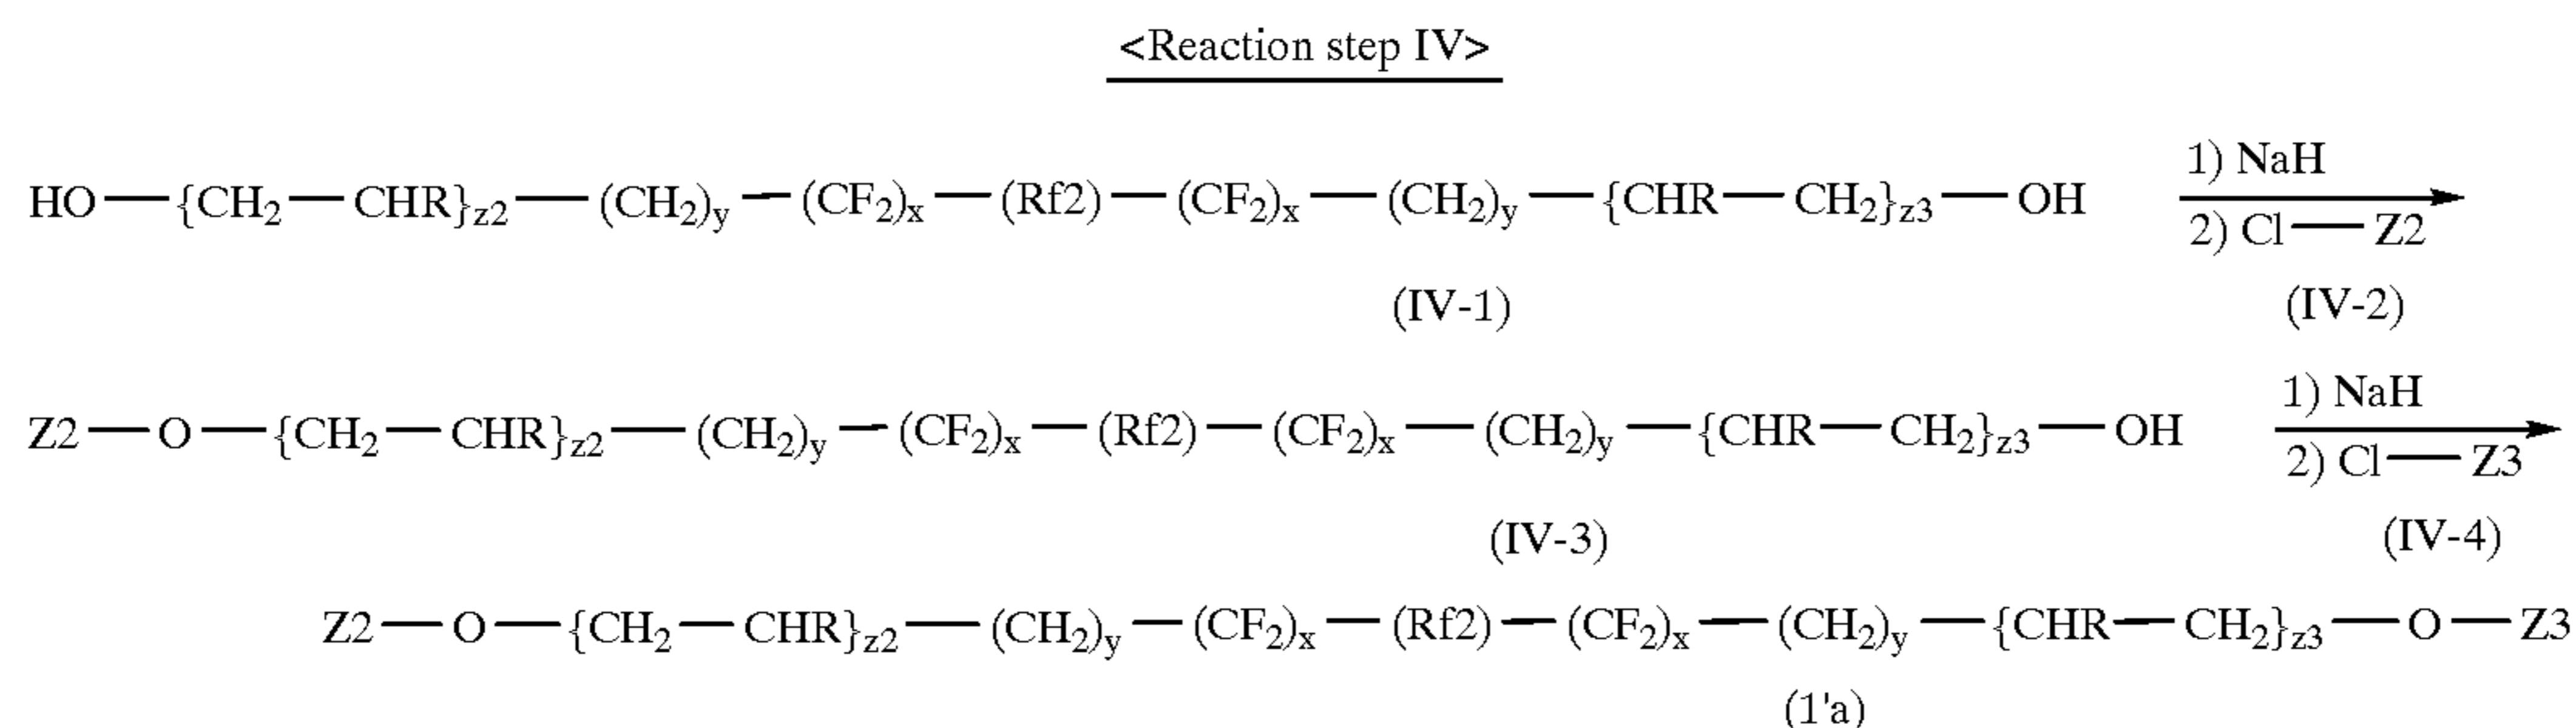 <Reaction step IV>
HO—{CH₂—CHR}z2—(CH₂)y—(CF₂)x—(Rf2)—(CF₂)x—(CH₂)y—{CHR—CH₂}z3—OH
1) NaH
2) Cl—Z2
(IV-1)
(IV-2)
Z2—O—{CH₂—CHR}z2—(CH₂)y—(CF₂)x—(Rf2)—(CF₂)x—(CH₂)y—{CHR—CH₂}z3—OH
1) NaH
2) Cl—Z3
(IV-3)
(IV-4)
Z2—O—{CH₂—CHR}z2—(CH₂)y—(CF₂)x—(Rf2)—(CF₂)x—(CH₂)y—{CHR—CH₂}z3—O—Z3
(1'a)